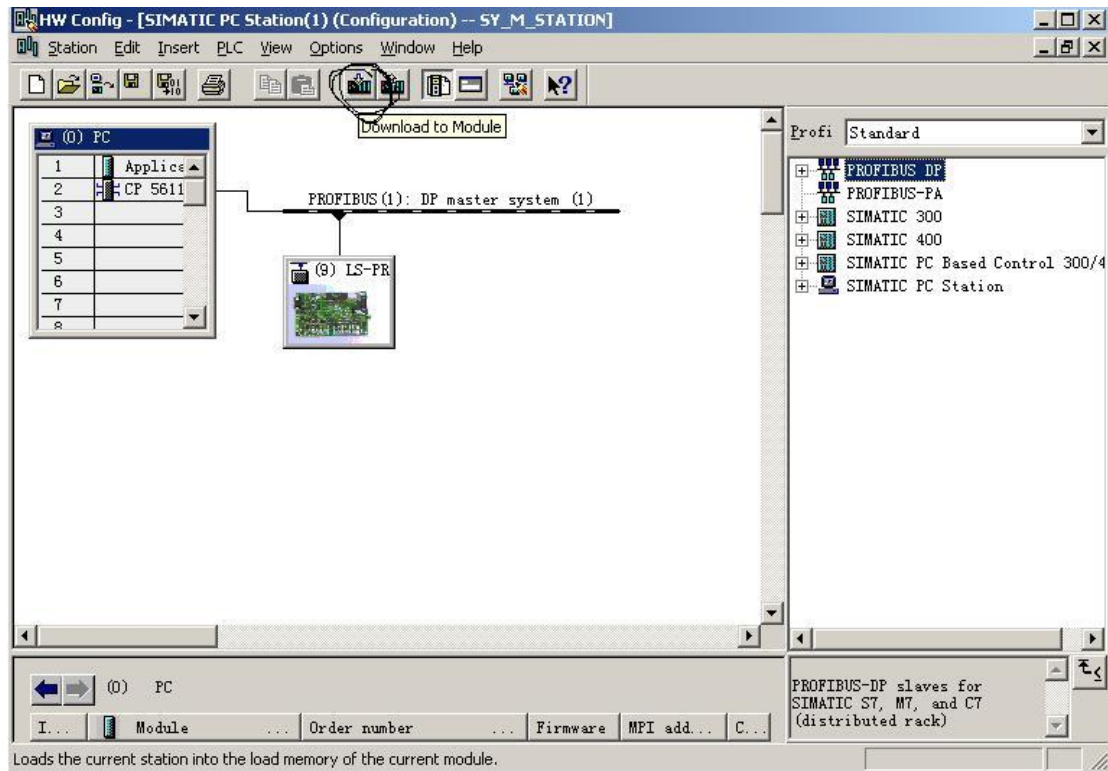 HW Config - [SIMATIC PC Station(1) (Configuration) -- SY_M_STATION]
Station Edit Insert PLC View Options Window Help
Download to Module
(0) PC
1 Applica
2 CP 5611
3
4
5
6
7
8
PROFIBUS(1): DP master system (1)
(9) LS-PR
Profi Standard
PROFIBUS DP
PROFIBUS-PA
SIMATIC 300
SIMATIC 400
SIMATIC PC Based Control 300/4
SIMATIC PC Station
(0) PC
I... Module ... Order number ... Firmware MPI add... C...
PROFIBUS-DP slaves for
SIMATIC S7, M7, and C7
(distributed rack)
Loads the current station into the load memory of the current module.